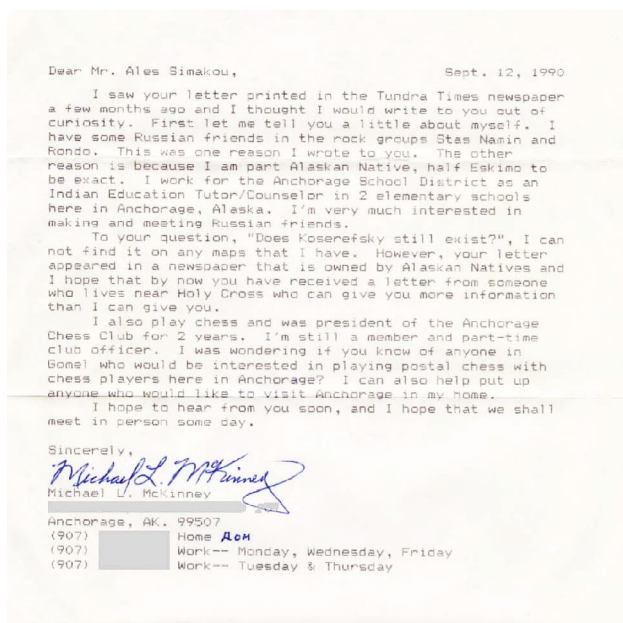 Dear Mr. Ales Simakou, Sept. 12, 1990
I saw your letter printed in the Tundra Times newspaper
a few months ago and I thought I would write to you out of
curiosity. First let me tell you a little about myself. I
have some Russian friends in the rock groups Stas Namin and
Rondo. This was one reason I wrote to you. The other
reason is because I am part Alaskan Native, half Eskimo to
be exact. I work for the Anchorage School District as an
Indian Education Tutor/Counselor in 2 elementary schools
here in Anchorage, Alaska. I'm very much interested in
making and meeting Russian friends.
To your question, "Does Koserefsky still exist?", I can
not find it on any maps that I have. However, your letter
appeared in a newspaper that is owned by Alaskan Natives and
I hope that by now you have received a letter from someone
who lives near Holy Cross who can give you more information
than I can give you.
I also play chess and was president of the Anchorage
Chess Club for 2 years. I'm still a member and part-time
club officer. I was wondering if you know of anyone in
Gomel who would be interested in playing postal chess with
chess players here in Anchorage? I can also help put up
anyone who would like to visit Anchorage in my home.
I hope to hear from you soon, and I hope that we shall
meet in person some day.
Sincerely,
Michael L. McKinney
Michael L. McKinney
Anchorage, AK. 99507
(907) Home Дом
(907) Work-- Monday, Wednesday, Friday
(907) Work-- Tuesday & Thursday